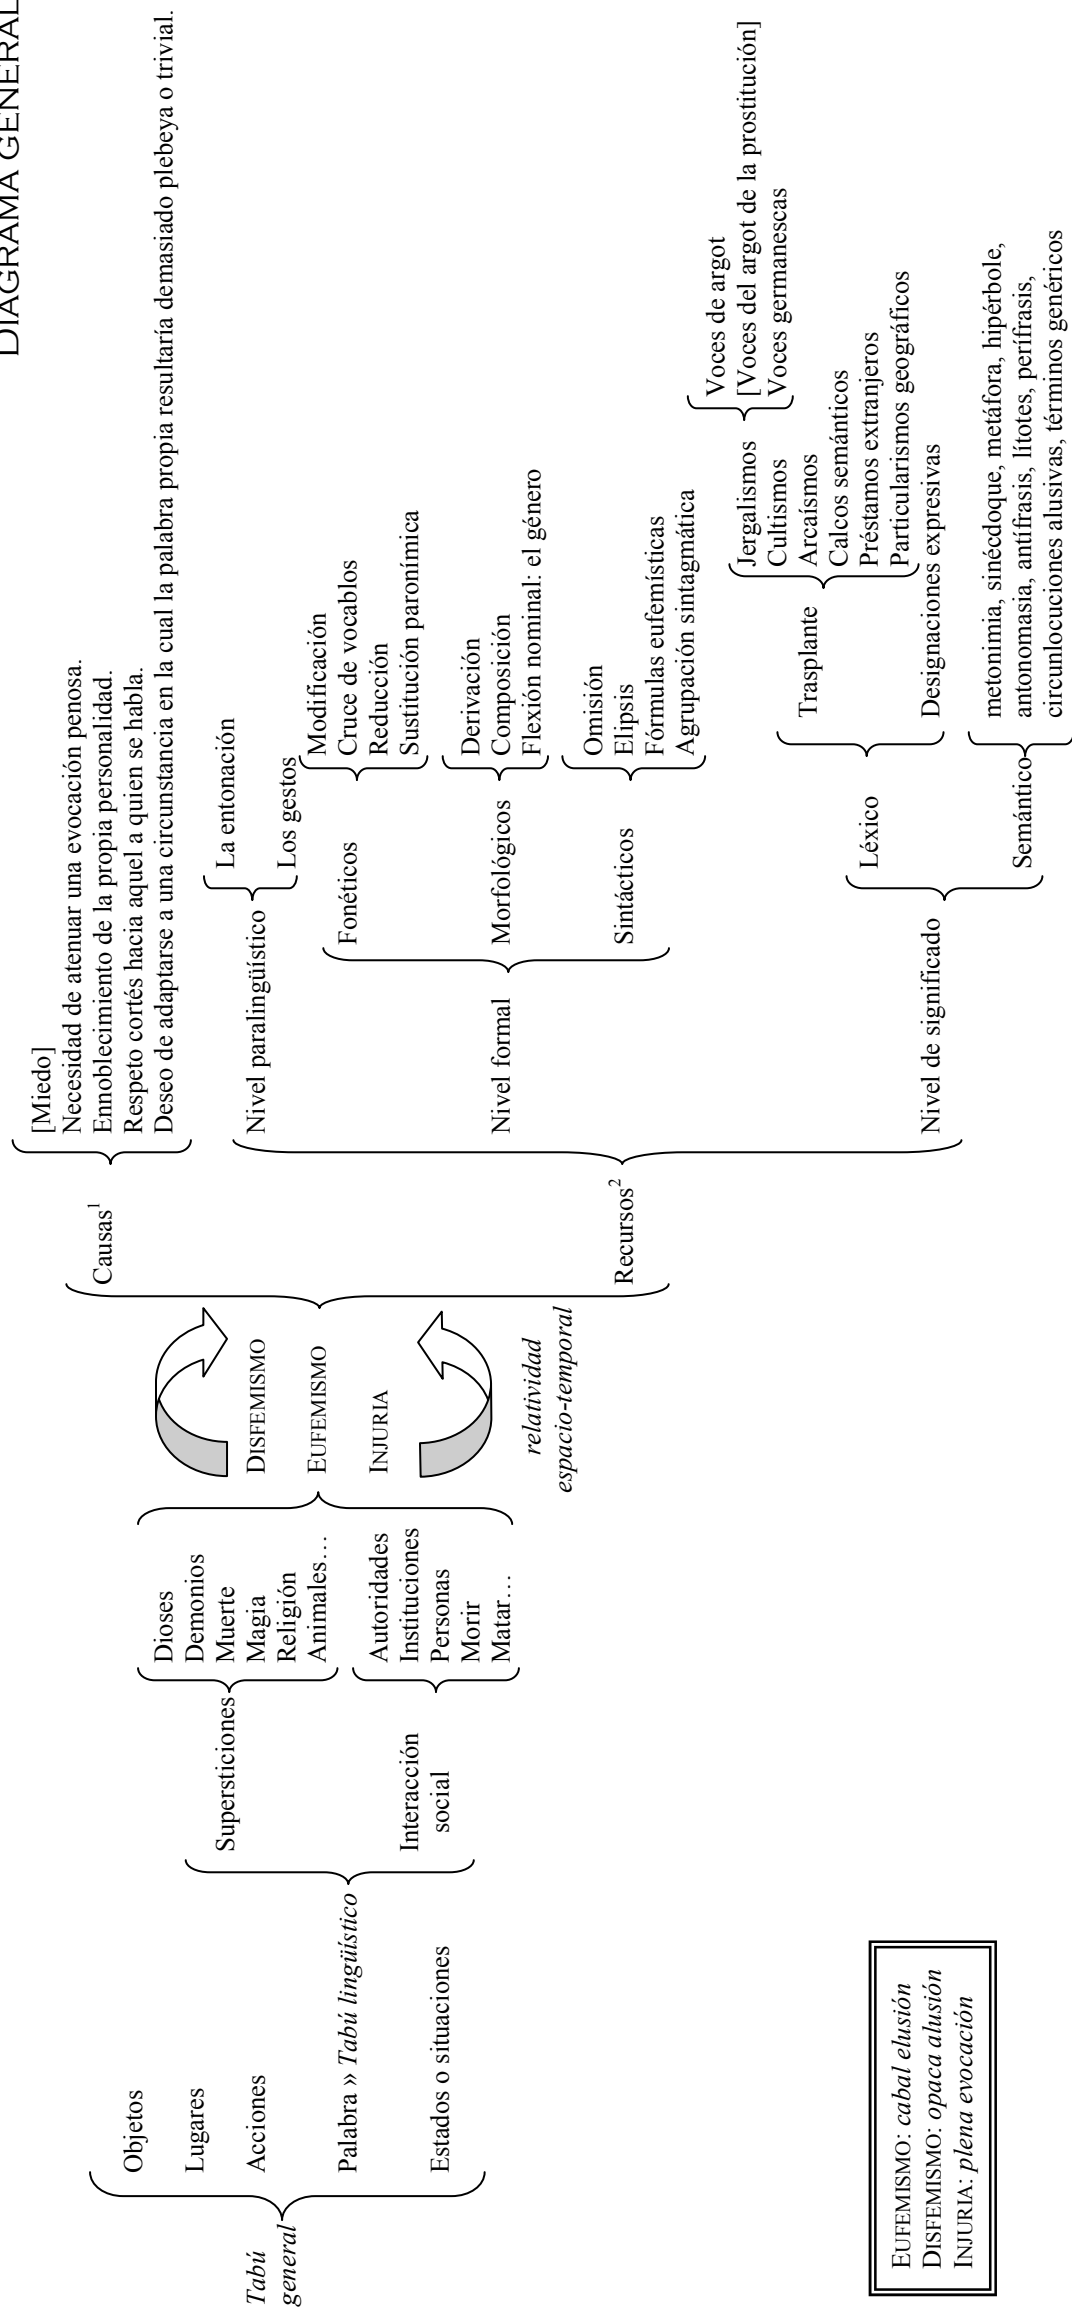 DIAGRAMA GENERAL
Tabú
general
Objetos
Lugares
Acciones
Palabra » Tabú lingüístico
Estados o situaciones
Supersticiones
Interacción
social
Dioses
Demonios
Muerte
Magia
Religión
Animales…
Autoridades
Instituciones
Personas
Morir
Matar…
DISFEMISMO
EUFEMISMO
INJURIA
relatividad
espacio-temporal
Causas¹
[Miedo]
Necesidad de atenuar una evocación penosa.
Ennoblecimiento de la propia personalidad.
Respeto cortés hacia aquel a quien se habla.
Deseo de adaptarse a una circunstancia en la cual la palabra propia resultaría demasiado plebeya o trivial.
Recursos²
Nivel paralingüístico
La entonación
Los gestos
Nivel formal
Fonéticos
Modificación
Cruce de vocablos
Reducción
Sustitución paronímica
Morfológicos
Derivación
Composición
Flexión nominal: el género
Sintácticos
Omisión
Elipsis
Fórmulas eufemísticas
Agrupación sintagmática
Nivel de significado
Léxico
Trasplante
Jergalismos
Cultismos
Arcaísmos
Calcos semánticos
Préstamos extranjeros
Particularismos geográficos
Voces de argot
[Voces del argot de la prostitución]
Voces germanescas
Designaciones expresivas
Semántico
metonimia, sinécdoque, metáfora, hipérbole,
antonomasia, antífrasis, lítotes, perífrasis,
circunlocuciones alusivas, términos genéricos
EUFEMISMO: cabal elusión
DISFEMISMO: opaca alusión
INJURIA: plena evocación